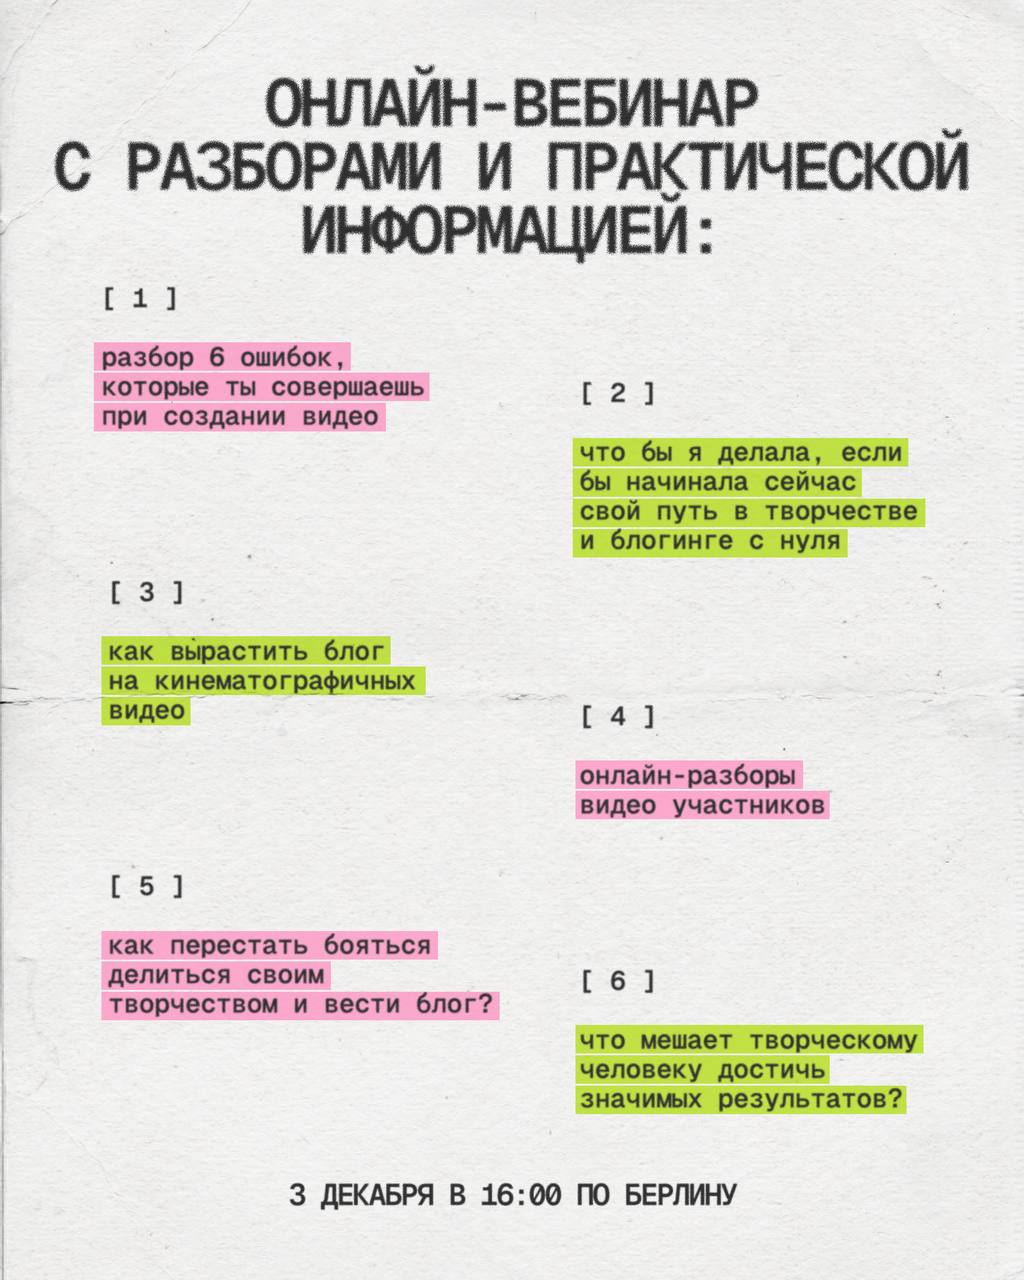 ОНЛАЙН-ВЕБИНАР
С РАЗБОРАМИ И ПРАКТИЧЕСКОЙ
ИНФОРМАЦИЕЙ:
[ 1 ]
разбор 6 ошибок,
которые ты совершаешь
при создании видео
[ 2 ]
что бы я делала, если
бы начинала сейчас
свой путь в творчестве
и блогинге с нуля
[ 3 ]
как вырастить блог
на кинематографичных
видео
[ 4 ]
онлайн-разборы
видео участников
[ 5 ]
как перестать бояться
делиться своим
творчеством и вести блог?
[ 6 ]
что мешает творческому
человеку достичь
значимых результатов?
3 ДЕКАБРЯ В 16:00 ПО БЕРЛИНУ